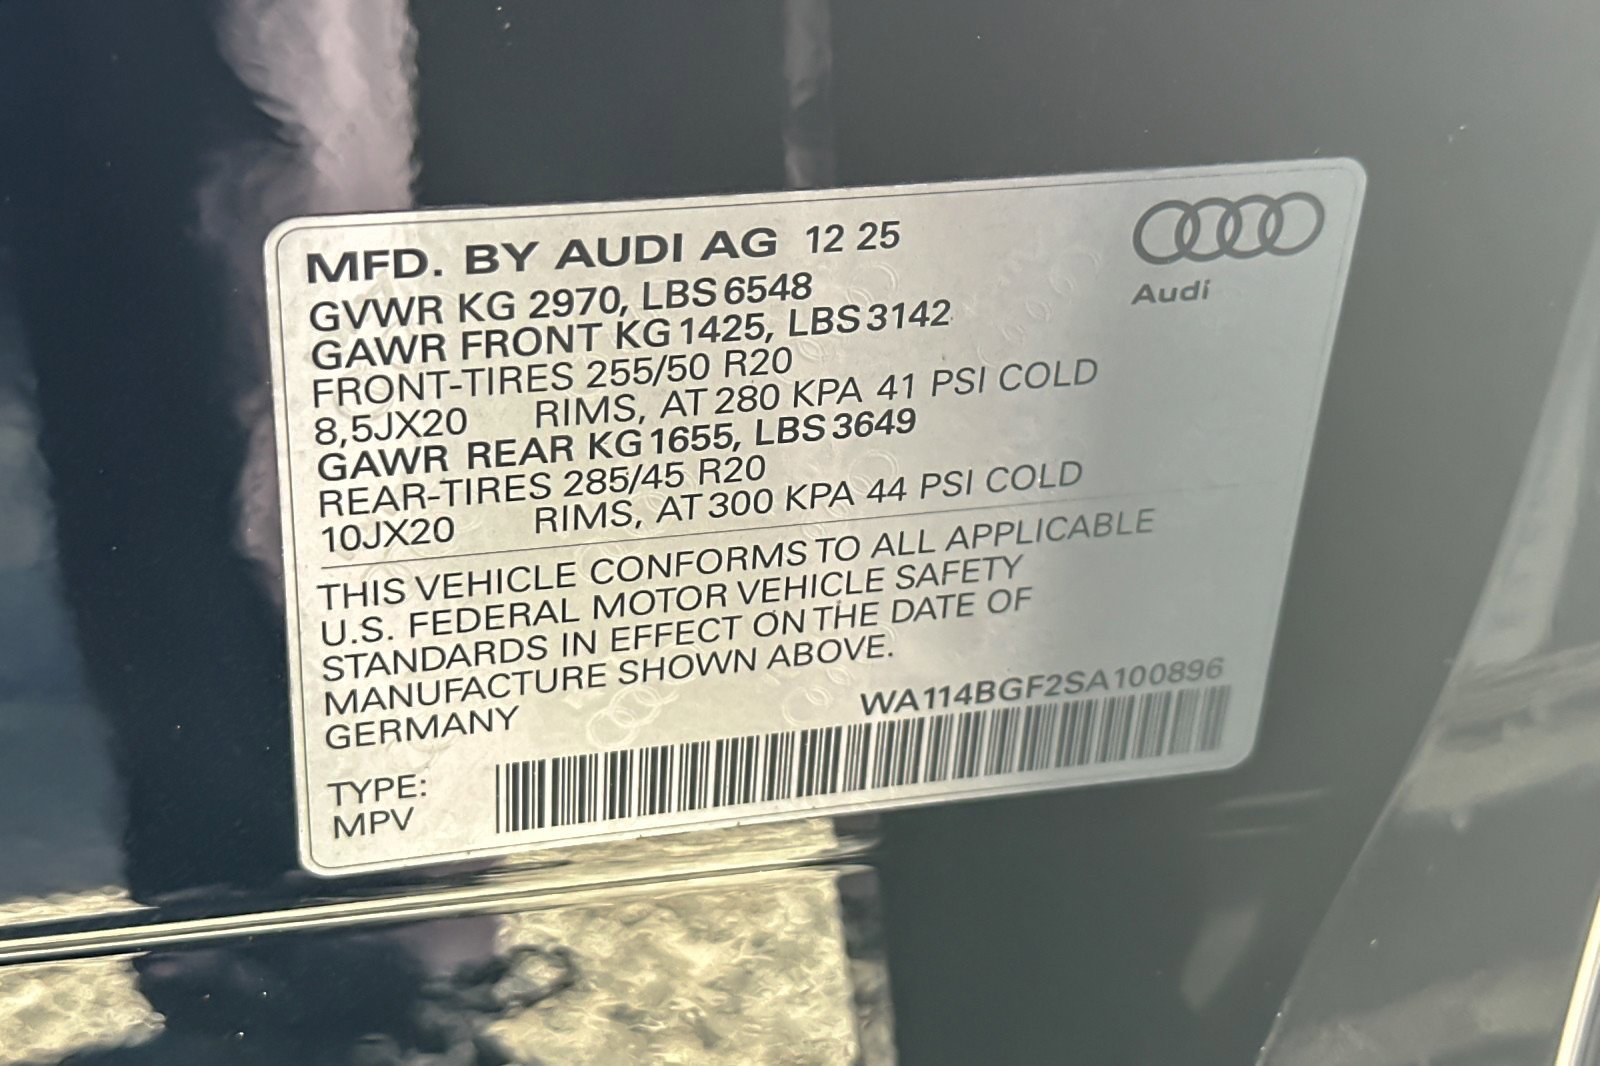 MFD. BY AUDI AG 12 25
Audi
GVWR KG 2970, LBS 6548
GAWR FRONT KG 1425, LBS 3142
FRONT-TIRES 255/50 R20
8,5JX20 RIMS, AT 280 KPA 41 PSI COLD
GAWR REAR KG 1655, LBS 3649
REAR-TIRES 285/45 R20
10JX20 RIMS, AT 300 KPA 44 PSI COLD
THIS VEHICLE CONFORMS TO ALL APPLICABLE
U.S. FEDERAL MOTOR VEHICLE SAFETY
STANDARDS IN EFFECT ON THE DATE OF
MANUFACTURE SHOWN ABOVE.
GERMANY
WA114BGF2SA100896
TYPE:
MPV